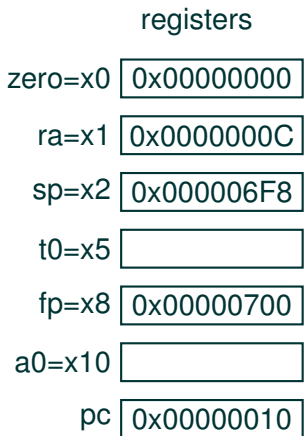 registers
zero=x0 0x00000000
ra=x1 0x0000000C
sp=x2 0x000006F8
t0=x5
fp=x8 0x00000700
a0=x10
pc 0x00000010